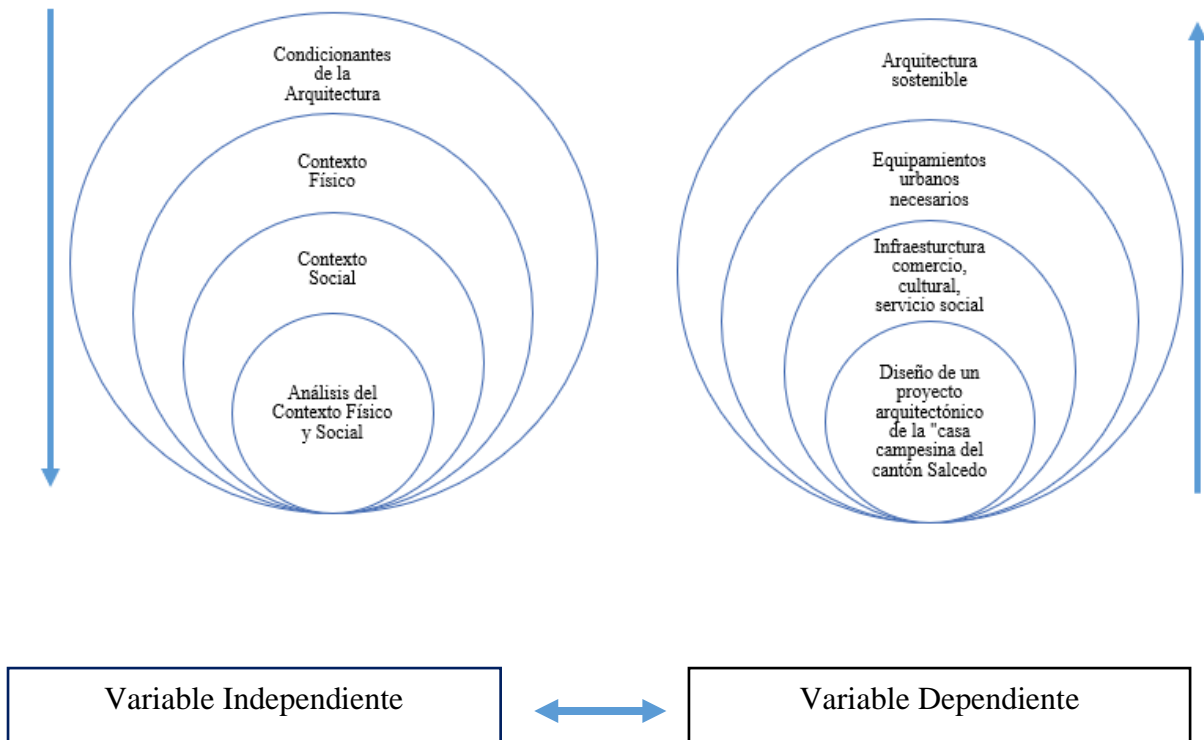 Condicionantes
de la
Arquitectura
Contexto
Físico
Contexto
Social
Análisis del
Contexto Físico
y Social
Arquitectura
sostenible
Equipamientos
urbanos
necesarios
Infraesturctura
comercio,
cultural,
servicio social
Diseño de un
proyecto
arquitectónico
de la "casa
campesina del
cantón Salcedo
Variable Independiente
Variable Dependiente